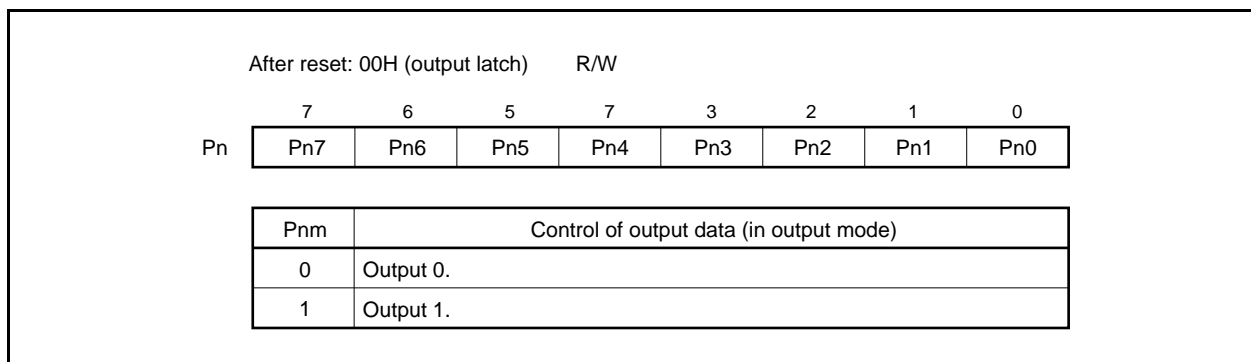 After reset: 00H (output latch) R/W
7 6 5 7 3 2 1 0
Pn Pn7 Pn6 Pn5 Pn4 Pn3 Pn2 Pn1 Pn0
Pnm Control of output data (in output mode)
0 Output 0.
1 Output 1.